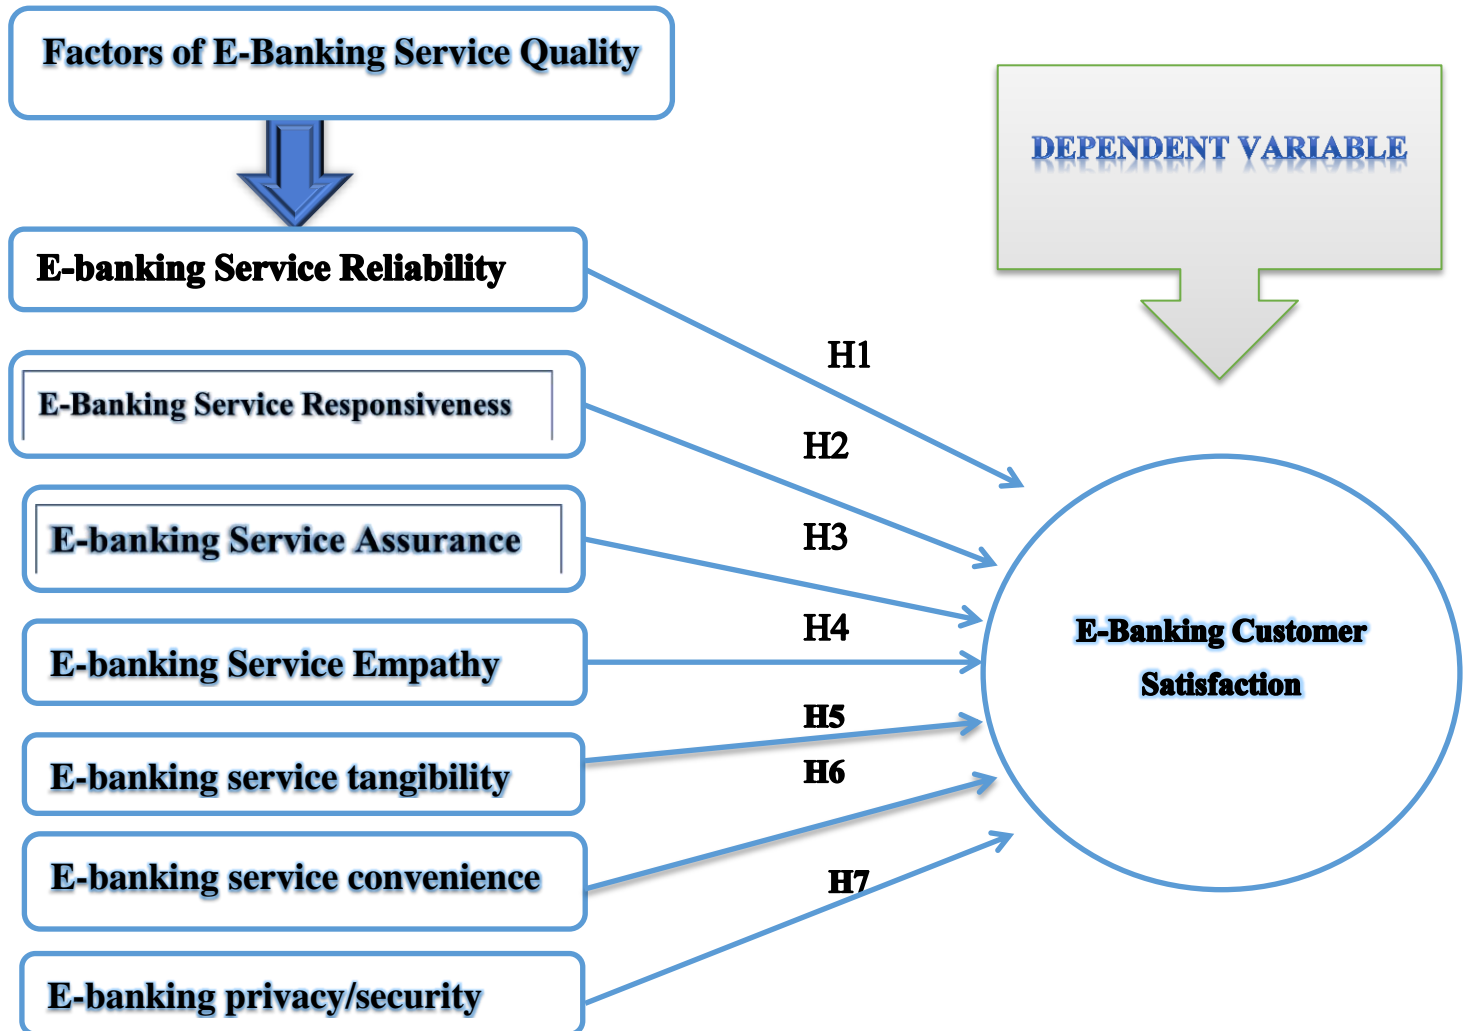 Factors of E-Banking Service Quality
DEPENDENT VARIABLE
E-banking Service Reliability
H1
E-Banking Service Responsiveness
H2
E-banking Service Assurance
H3
E-banking Service Empathy
H4
E-Banking Customer
Satisfaction
E-banking service tangibility
H5
E-banking service convenience
H6
E-banking privacy/security
H7